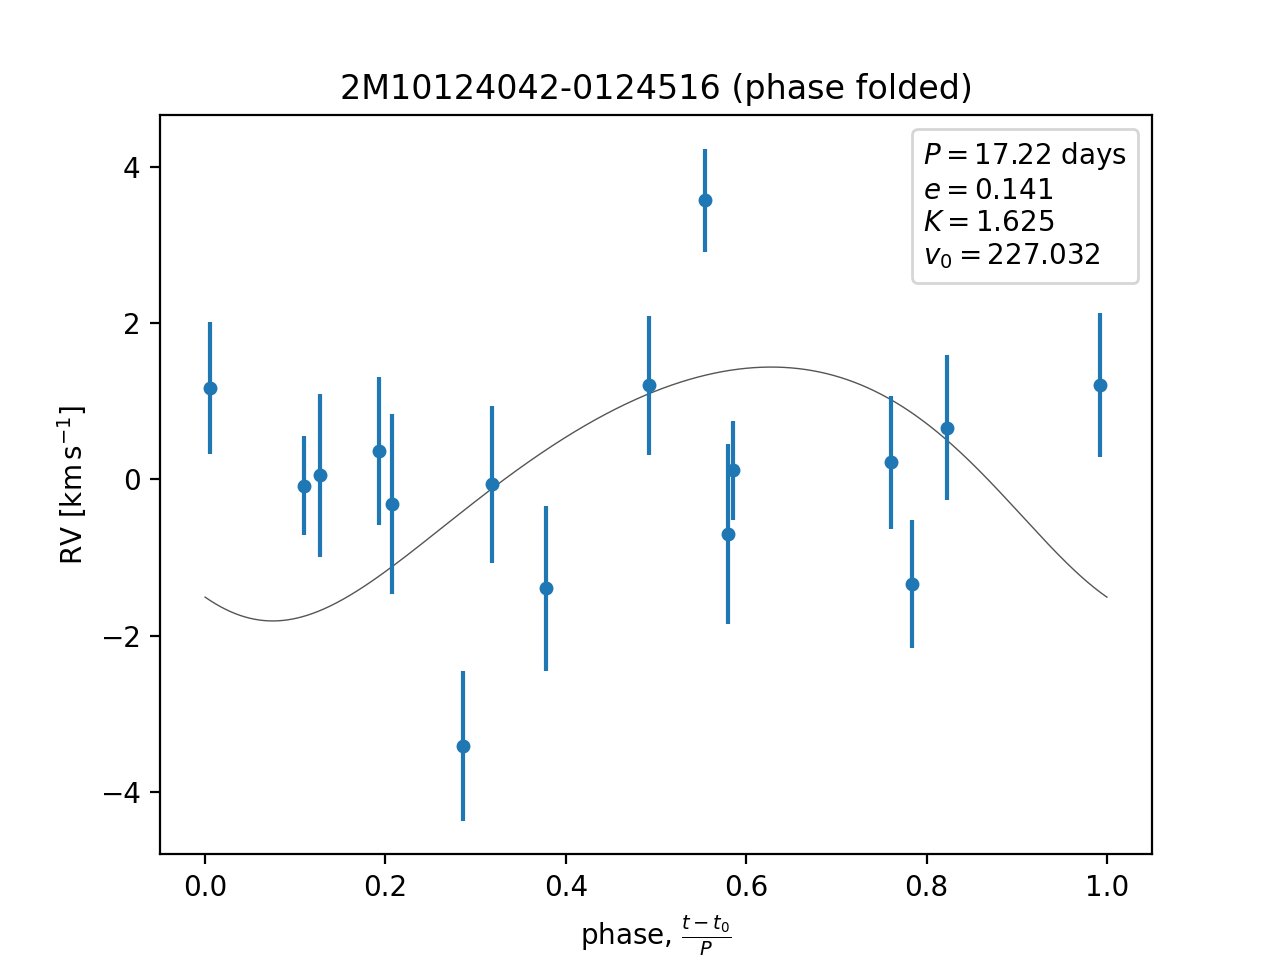 2M10124042-0124516 (phase folded)
P = 17.22 days
e = 0.141
K = 1.625
v₀ = 227.032
4
2
0
−2
−4
RV [km s⁻¹]
0.0 0.2 0.4 0.6 0.8 1.0
phase, (t − t₀)/P